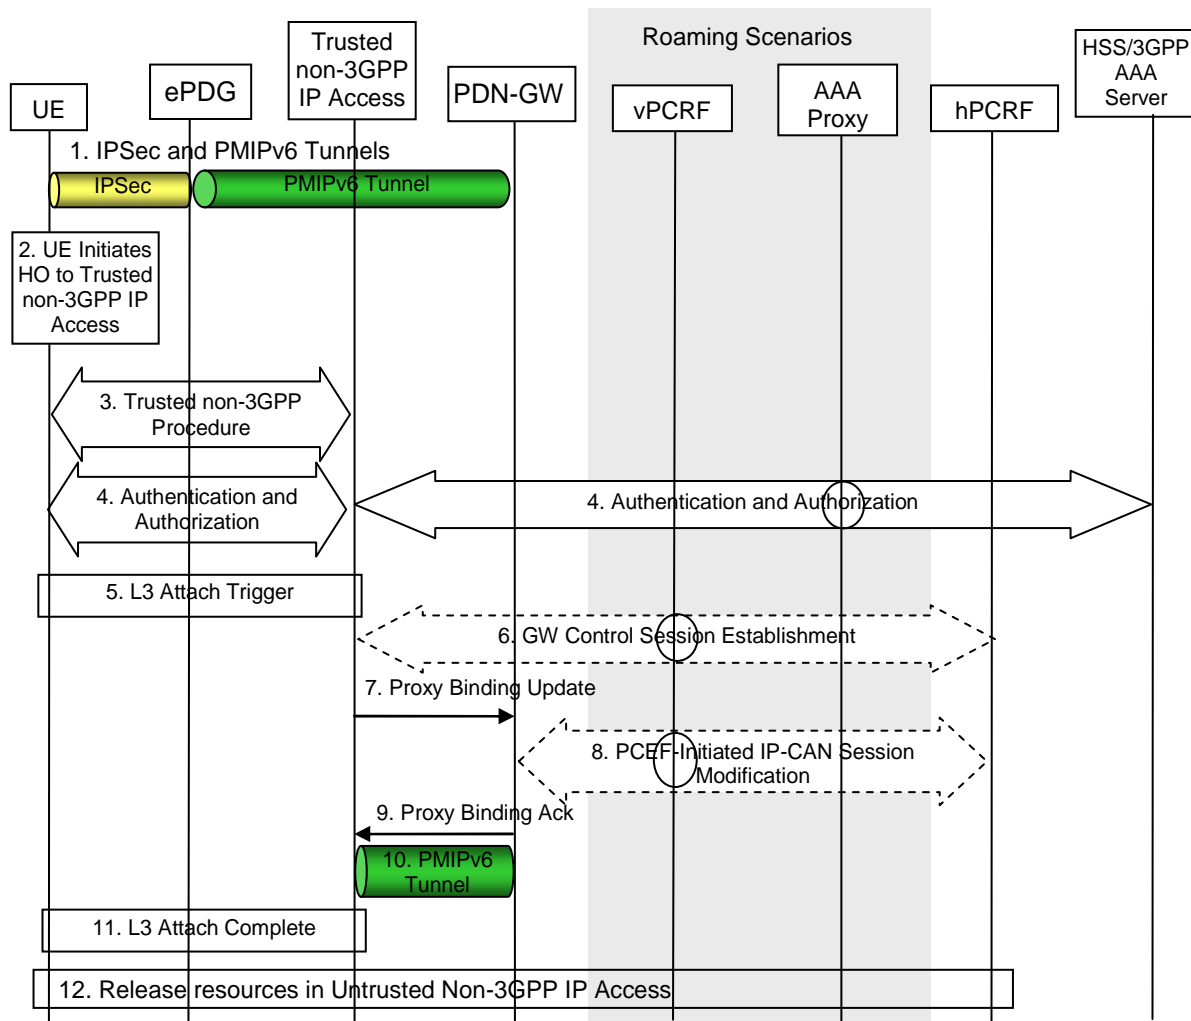 Roaming Scenarios
UE
ePDG
Trusted
non-3GPP
IP Access
PDN-GW
vPCRF
AAA
Proxy
hPCRF
HSS/3GPP
AAA
Server
1. IPSec and PMIPv6 Tunnels
IPSec
PMIPv6 Tunnel
2. UE Initiates
HO to Trusted
non-3GPP IP
Access
3. Trusted non-3GPP
Procedure
4. Authentication and
Authorization
4. Authentication and Authorization
5. L3 Attach Trigger
6. GW Control Session Establishment
7. Proxy Binding Update
8. PCEF-Initiated IP-CAN Session
Modification
9. Proxy Binding Ack
10. PMIPv6
Tunnel
11. L3 Attach Complete
12. Release resources in Untrusted Non-3GPP IP Access